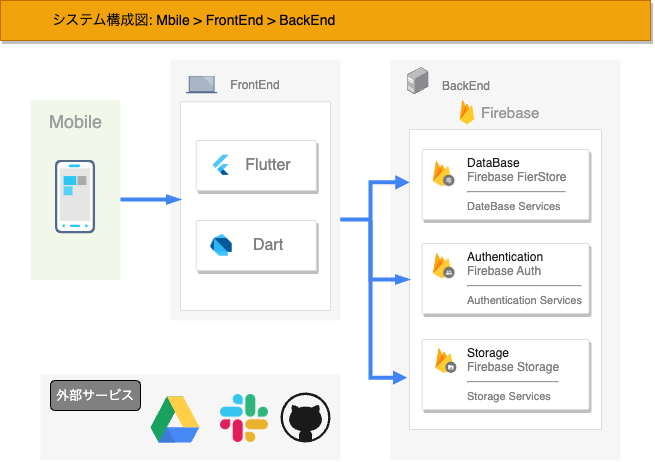 システム構成図: Mbile > FrontEnd > BackEnd
Mobile
FrontEnd
Flutter
Dart
BackEnd
Firebase
DataBase
Firebase FierStore
DateBase Services
Authentication
Firebase Auth
Authentication Services
Storage
Firebase Storage
Storage Services
外部サービス